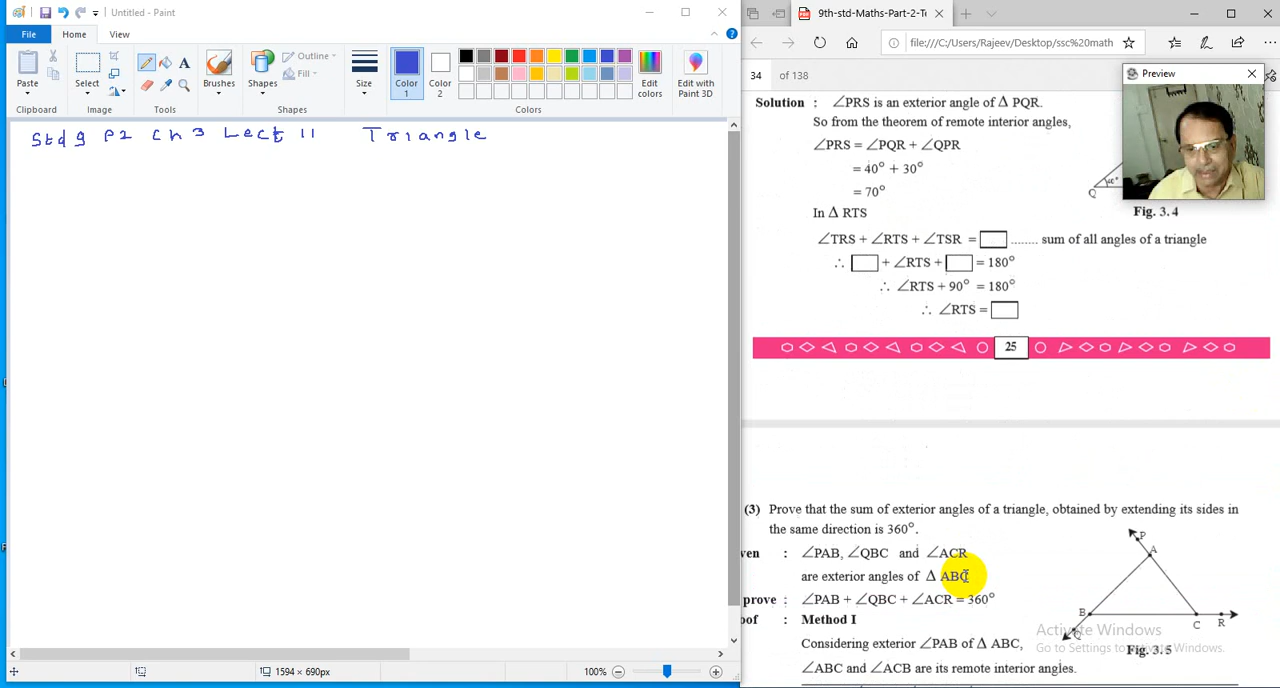 Untitled - Paint
File Home View
Paste
Select
Brushes
Shapes
Outline
Fill
Size
Color 1
Color 2
Edit colors
Edit with Paint 3D
Clipboard
Image
Tools
Shapes
Colors
Std 9 P2 Ch 3 Lect 11 Triangle
1594 × 690px
100%
9th-std-Maths-Part-2-Te
file:///C:/Users/Rajeev/Desktop/ssc%20math
34 of 138
Preview
Solution : ∠PRS is an exterior angle of Δ PQR.
So from the theorem of remote interior angles,
∠PRS = ∠PQR + ∠QPR
= 40° + 30°
= 70°
In Δ RTS
∠TRS + ∠RTS + ∠TSR = ........ sum of all angles of a triangle
∴ + ∠RTS + = 180°
∴ ∠RTS + 90° = 180°
∴ ∠RTS =
Q
Fig. 3.4
25
(3) Prove that the sum of exterior angles of a triangle, obtained by extending its sides in
the same direction is 360°.
ven : ∠PAB, ∠QBC and ∠ACR
are exterior angles of Δ ABC
prove : ∠PAB + ∠QBC + ∠ACR = 360°
oof : Method I
Considering exterior ∠PAB of Δ ABC,
∠ABC and ∠ACB are its remote interior angles.
P
A
B
C
R
Q
Fig. 3.5
Activate Windows
Go to Settings to activate Windows.